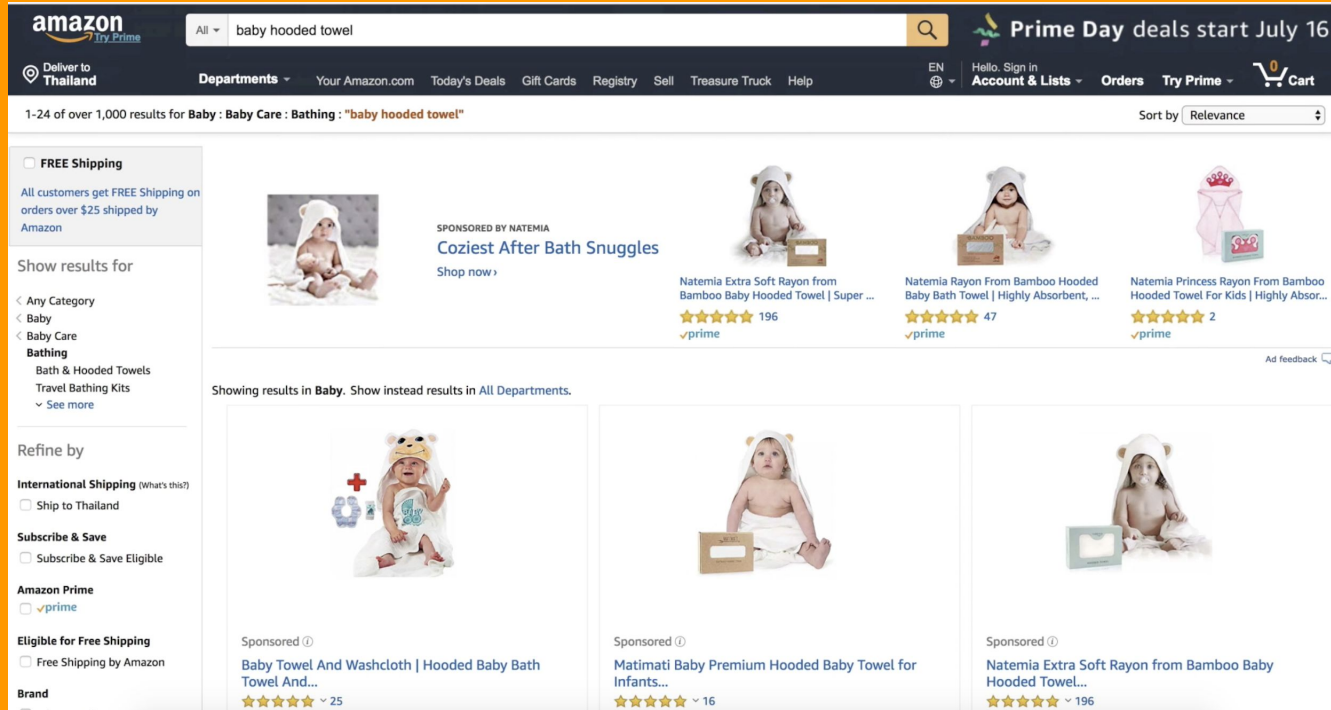 amazon
Try Prime
All
baby hooded towel
Prime Day deals start July 16
Deliver to
Thailand
Departments
Your Amazon.com
Today's Deals
Gift Cards
Registry
Sell
Treasure Truck
Help
EN
Hello. Sign in
Account & Lists
Orders
Try Prime
0
Cart
1-24 of over 1,000 results for Baby : Baby Care : Bathing : "baby hooded towel"
Sort by Relevance
FREE Shipping
All customers get FREE Shipping on
orders over $25 shipped by
Amazon
Show results for
Any Category
Baby
Baby Care
Bathing
Bath & Hooded Towels
Travel Bathing Kits
See more
Refine by
International Shipping (What's this?)
Ship to Thailand
Subscribe & Save
Subscribe & Save Eligible
Amazon Prime
prime
Eligible for Free Shipping
Free Shipping by Amazon
Brand
SPONSORED BY NATEMIA
Coziest After Bath Snuggles
Shop now ›
Natemia Extra Soft Rayon from
Bamboo Baby Hooded Towel | Super ...
196
prime
Natemia Rayon From Bamboo Hooded
Baby Bath Towel | Highly Absorbent, ...
47
prime
Natemia Princess Rayon From Bamboo
Hooded Towel For Kids | Highly Absor...
2
prime
Ad feedback
Showing results in Baby. Show instead results in All Departments.
Sponsored
Baby Towel And Washcloth | Hooded Baby Bath
Towel And...
25
Sponsored
Matimati Baby Premium Hooded Baby Towel for
Infants...
16
Sponsored
Natemia Extra Soft Rayon from Bamboo Baby
Hooded Towel...
196